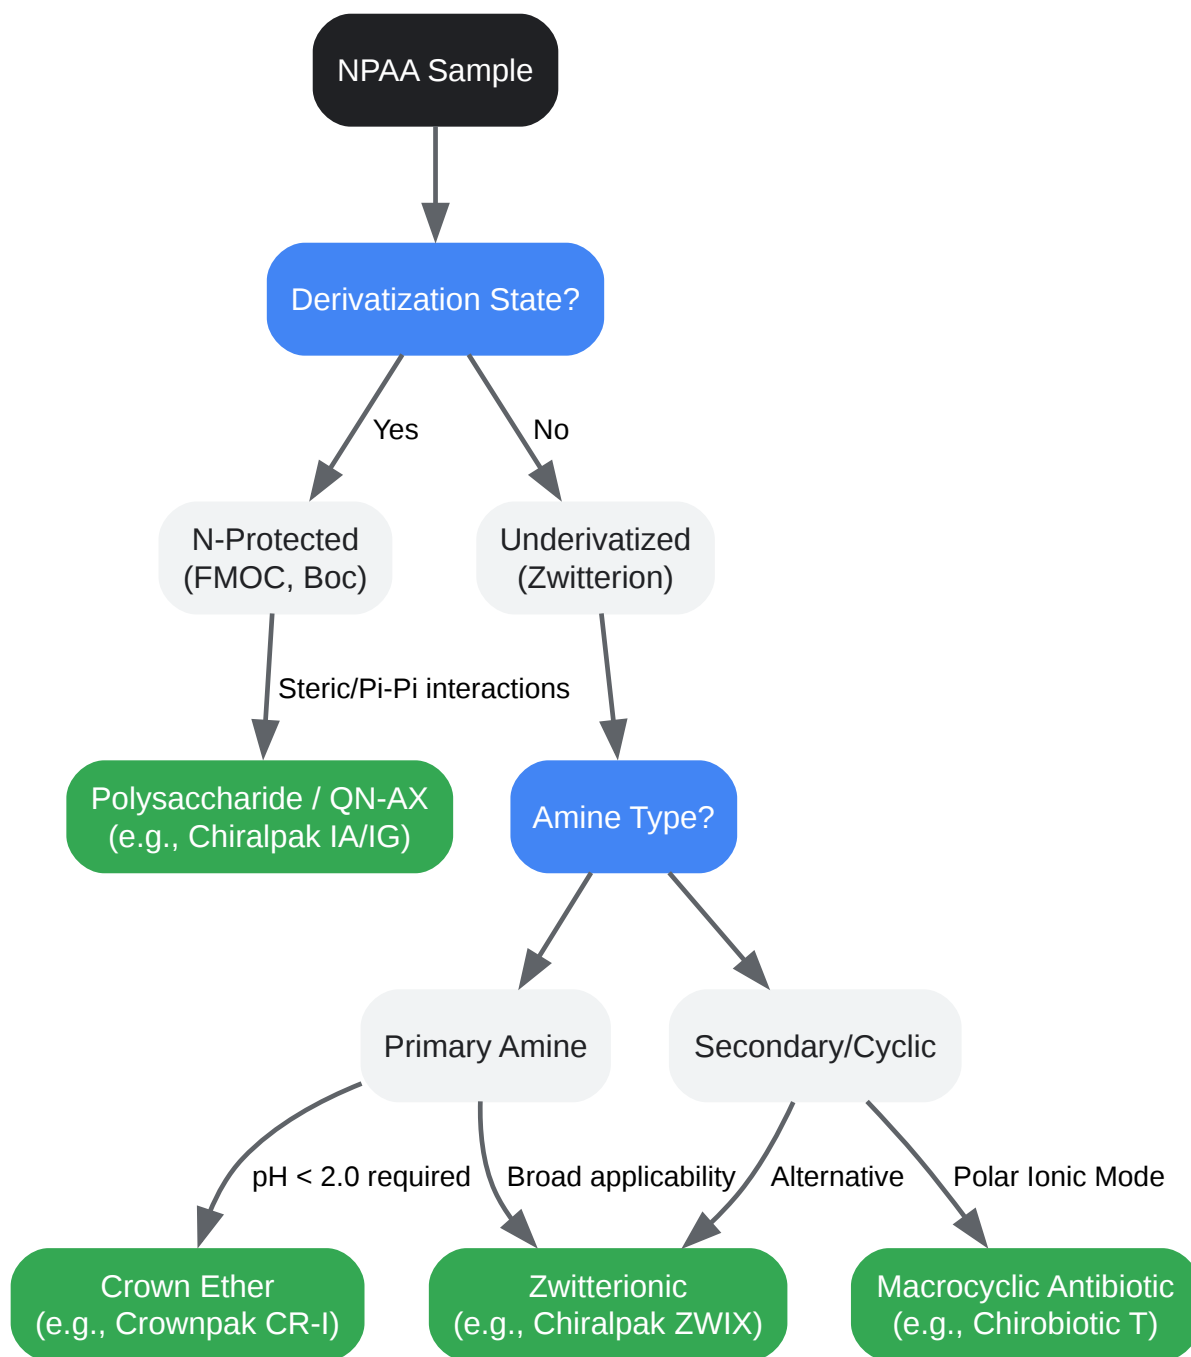 NPAA Sample
Derivatization State?
Yes
No
N-Protected
(FMOC, Boc)
Underivatized
(Zwitterion)
Steric/Pi-Pi interactions
Polysaccharide / QN-AX
(e.g., Chiralpak IA/IG)
Amine Type?
Primary Amine
Secondary/Cyclic
pH < 2.0 required
Broad applicability
Alternative
Polar Ionic Mode
Crown Ether
(e.g., Crownpak CR-I)
Zwitterionic
(e.g., Chiralpak ZWIX)
Macrocyclic Antibiotic
(e.g., Chirobiotic T)